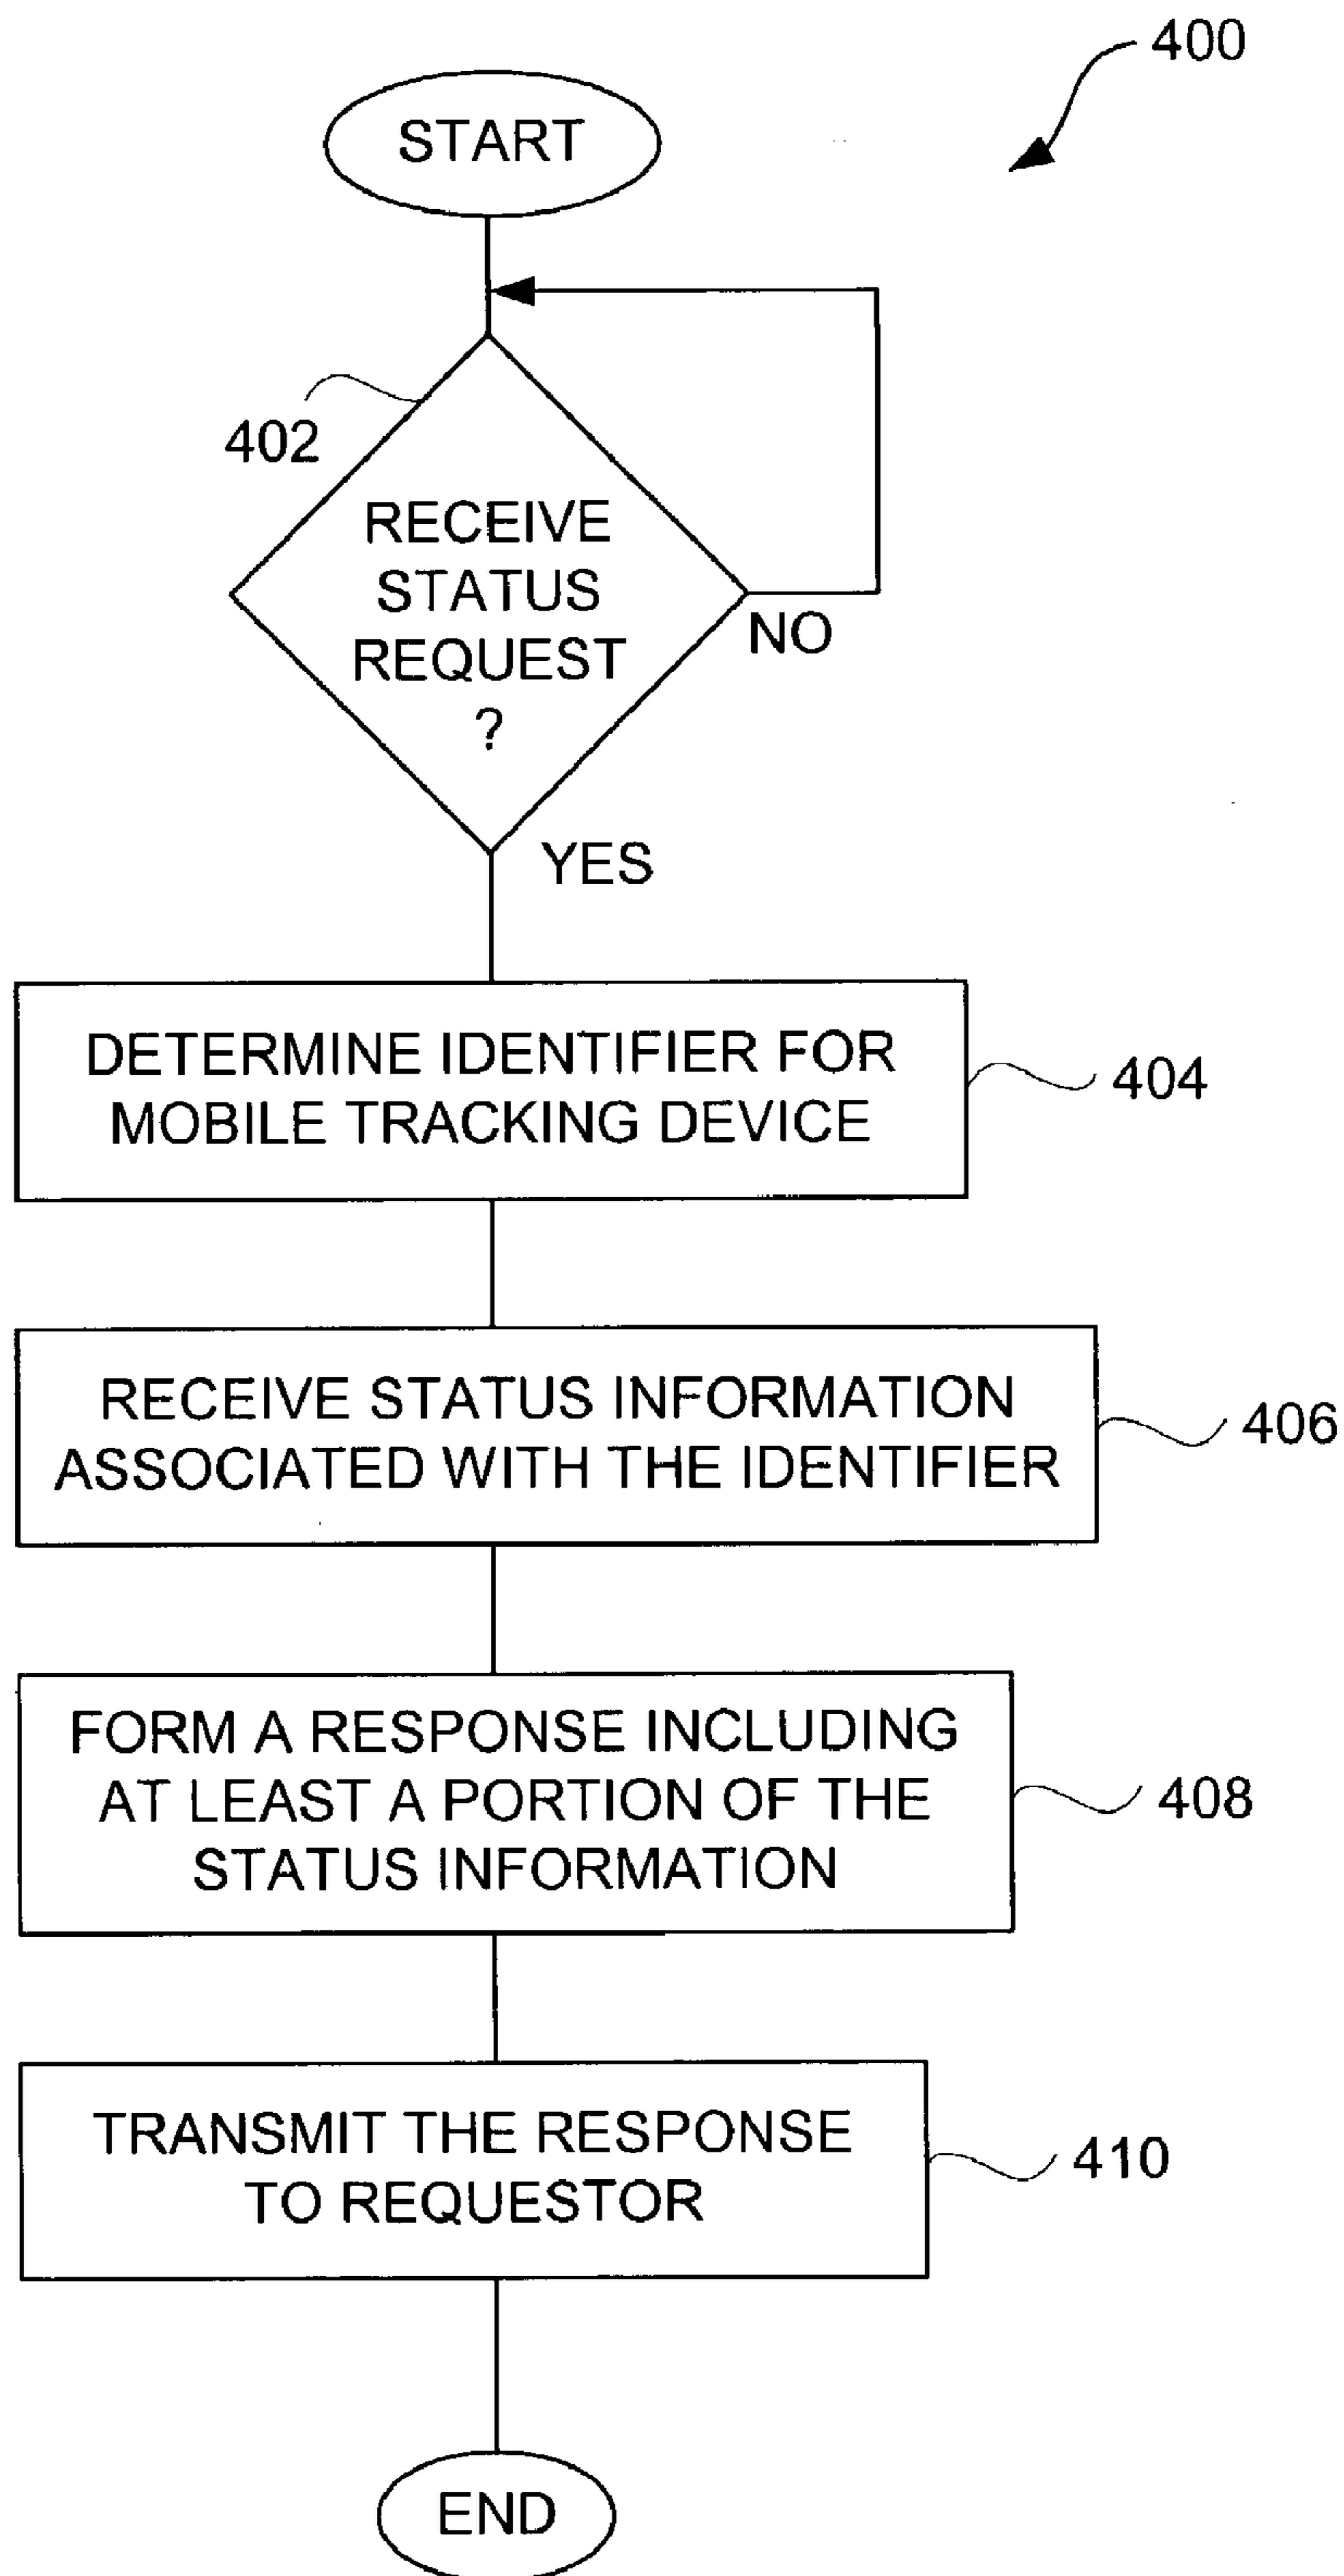 400
START
402
RECEIVE
STATUS
REQUEST
?
NO
YES
DETERMINE IDENTIFIER FOR
MOBILE TRACKING DEVICE
404
RECEIVE STATUS INFORMATION
ASSOCIATED WITH THE IDENTIFIER
406
FORM A RESPONSE INCLUDING
AT LEAST A PORTION OF THE
STATUS INFORMATION
408
TRANSMIT THE RESPONSE
TO REQUESTOR
410
END